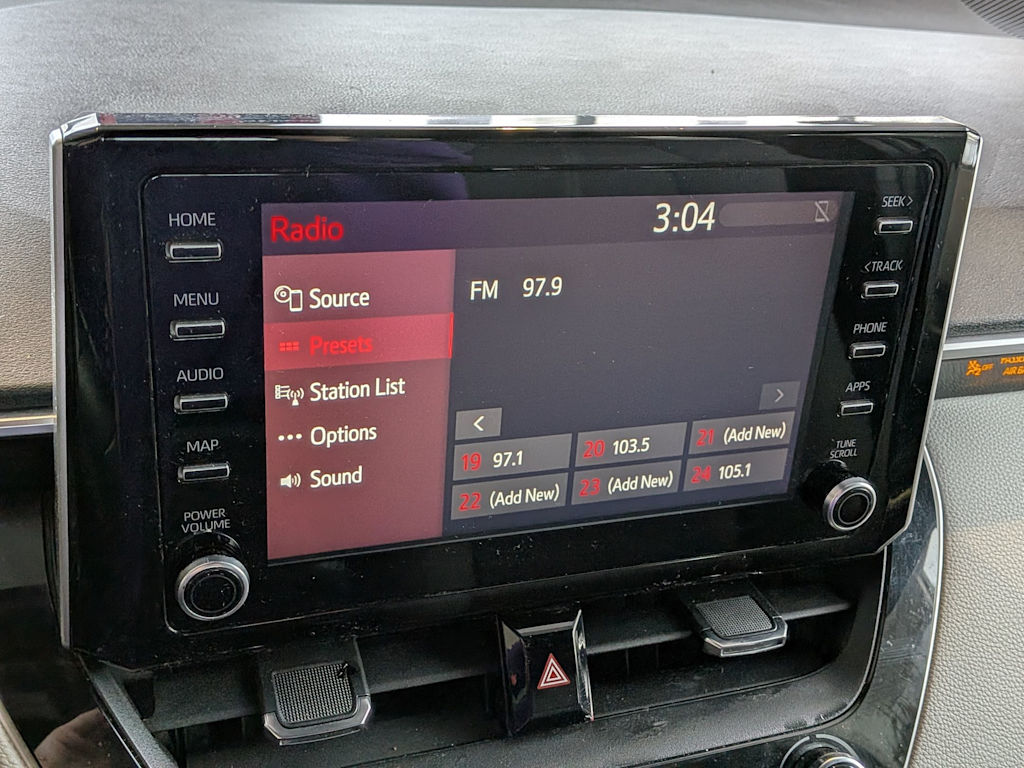 HOME
MENU
AUDIO
MAP
POWER
VOLUME
Radio
3:04
Source
Presets
Station List
Options
Sound
FM 97.9
<
>
19 97.1
20 103.5
21 (Add New)
22 (Add New)
23 (Add New)
24 105.1
SEEK>
<TRACK
PHONE
APPS
TUNE
SCROLL
OFF